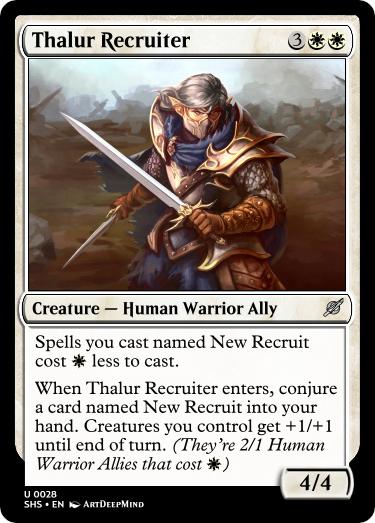 Thalur Recruiter 3
Creature — Human Warrior Ally
Spells you cast named New Recruit
cost less to cast.
When Thalur Recruiter enters, conjure
a card named New Recruit into your
hand. Creatures you control get +1/+1
until end of turn. (They're 2/1 Human
Warrior Allies that cost )
4/4
U 0028
SHS • EN ArtDeepMind